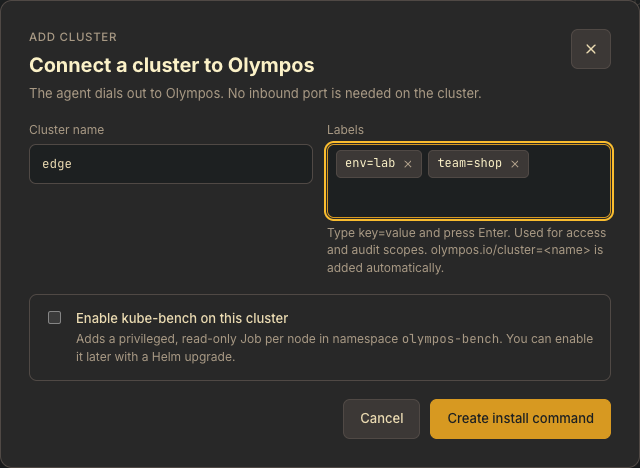 ADD CLUSTER
Connect a cluster to Olympos
The agent dials out to Olympos. No inbound port is needed on the cluster.
Cluster name
edge
Labels
env=lab ×
team=shop ×
Type key=value and press Enter. Used for access
and audit scopes. olympos.io/cluster=<name> is
added automatically.
Enable kube-bench on this cluster
Adds a privileged, read-only Job per node in namespace olympos-bench. You can enable
it later with a Helm upgrade.
Cancel
Create install command